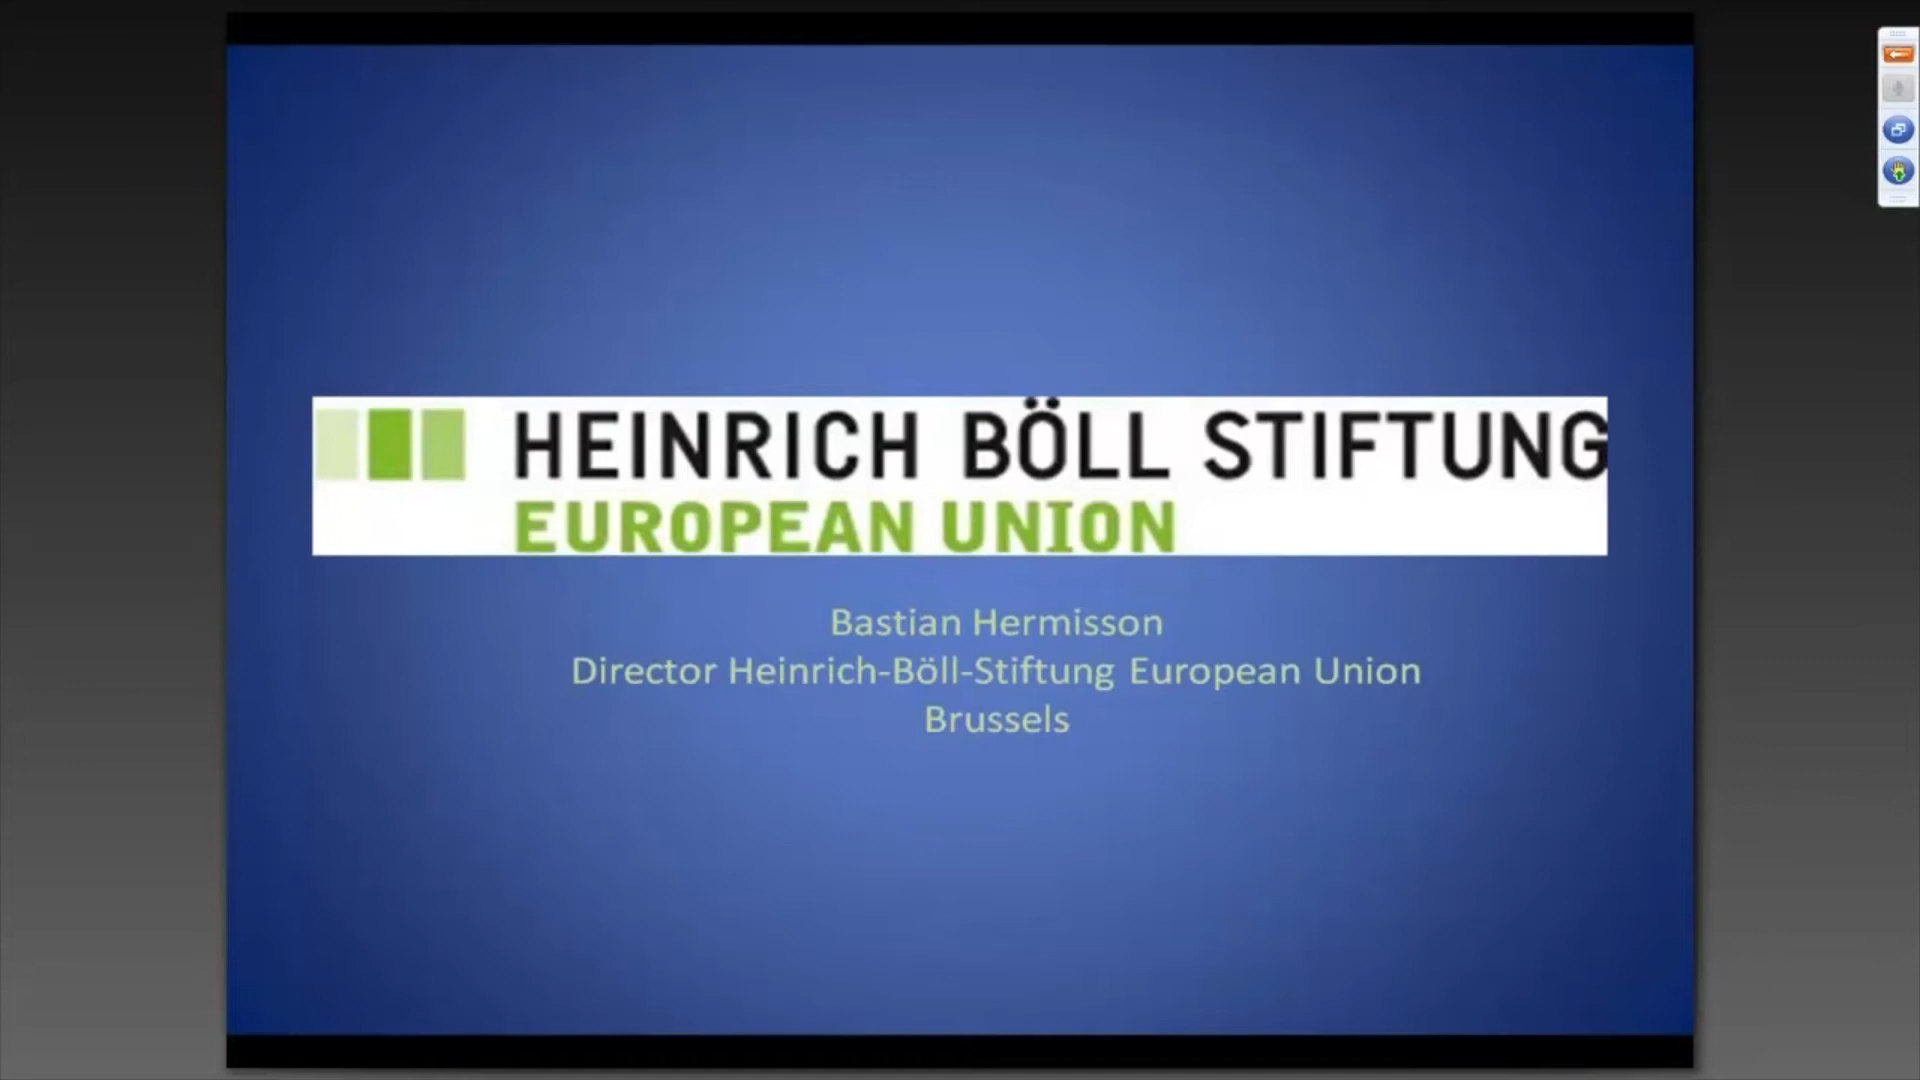 HEINRICH BÖLL STIFTUNG
EUROPEAN UNION
Bastian Hermisson
Director Heinrich-Böll-Stiftung European Union
Brussels